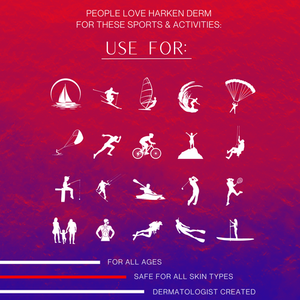 PEOPLE LOVE HARKEN DERM
FOR THESE SPORTS & ACTIVITIES:
USE FOR:
FOR ALL AGES
SAFE FOR ALL SKIN TYPES
DERMATOLOGIST CREATED